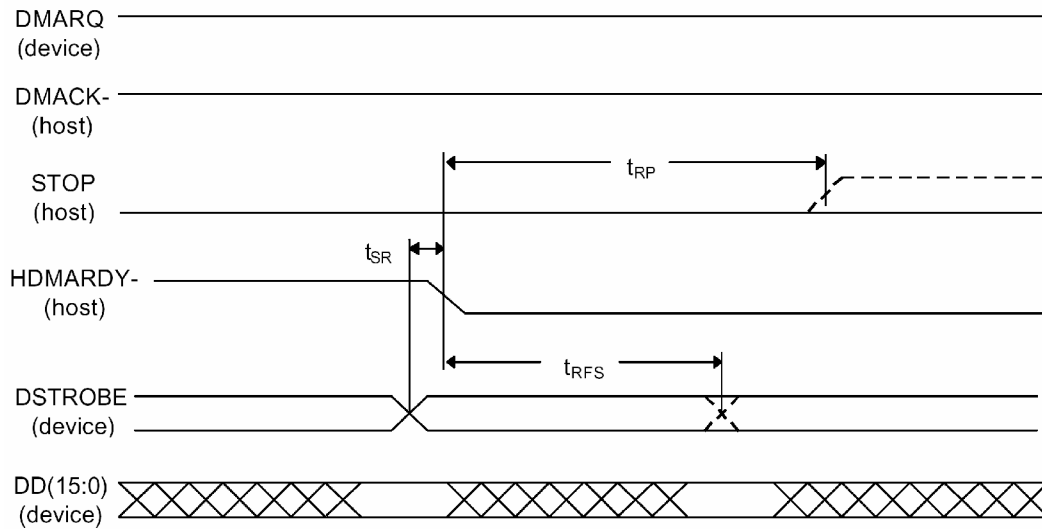 DMARQ
(device)
DMACK-
(host)
STOP
(host)
tRP
tSR
HDMARDY-
(host)
tRFS
DSTROBE
(device)
DD(15:0)
(device)